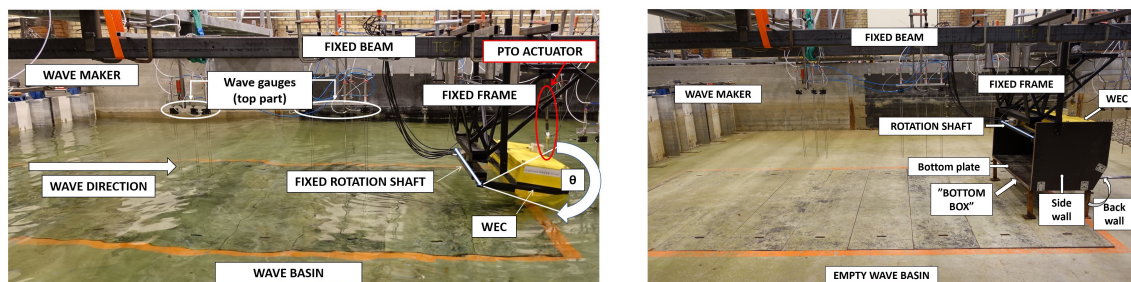 FIXED BEAM
PTO ACTUATOR
WAVE MAKER
Wave gauges
(top part)
FIXED FRAME
WAVE DIRECTION
FIXED ROTATION SHAFT
θ
WEC
WAVE BASIN
FIXED BEAM
FIXED FRAME
WAVE MAKER
WEC
ROTATION SHAFT
Bottom plate
"BOTTOM
BOX"
Side
wall
Back
wall
EMPTY WAVE BASIN